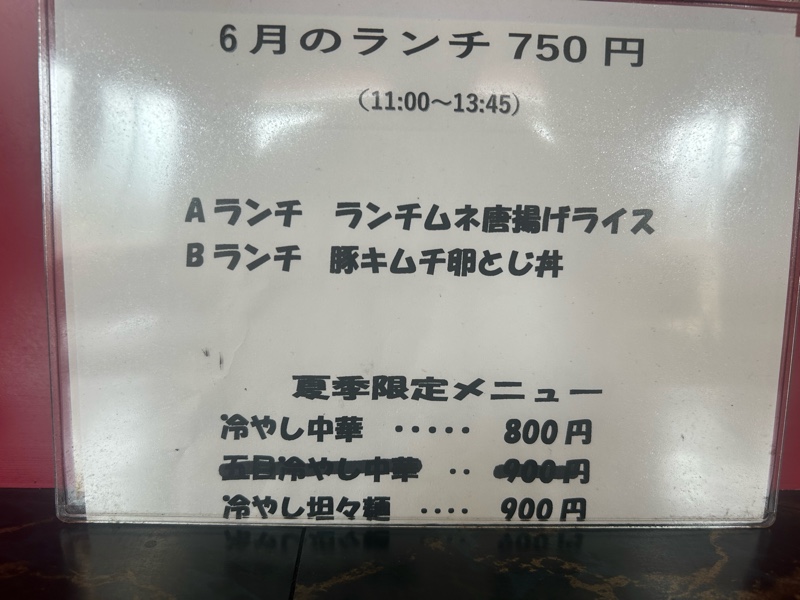 6月のランチ 750円
（11:00～13:45）
Aランチ ランチムネ唐揚げライス
Bランチ 豚キムチ卵とじ丼
夏季限定メニュー
冷やし中華 ‥‥‥ 800円
五目冷やし中華 ‥ 900円
冷やし坦々麺 ‥‥ 900円